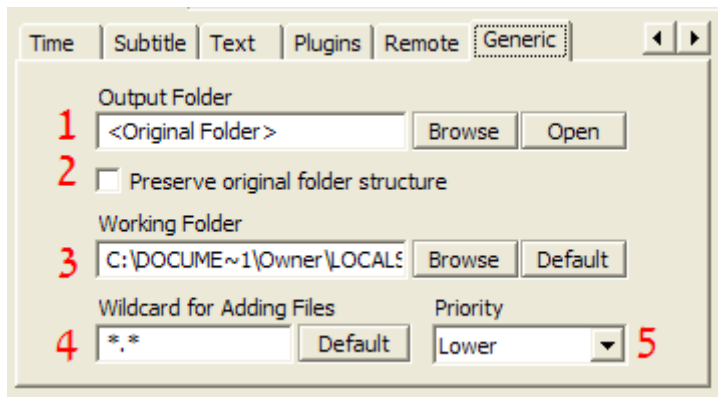 Time Subtitle Text Plugins Remote Generic
Output Folder
1 <Original Folder> Browse Open
2 Preserve original folder structure
Working Folder
3 C:\DOCUME~1\Owner\LOCALS Browse Default
Wildcard for Adding Files Priority
4 *.* Default Lower 5